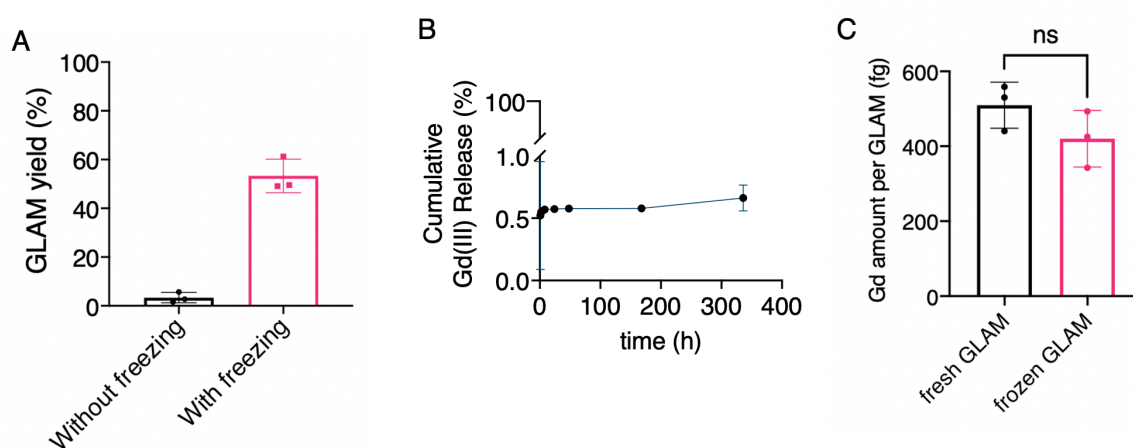 A
GLAM yield (%)
100
80
60
40
20
0
Without freezing
With freezing
B
Cumulative
Gd(III) Release (%)
100
1.0
0.5
0.0
0 100 200 300 400
time (h)
C
ns
Gd amount per GLAM (fg)
600
400
200
0
fresh GLAM
frozen GLAM